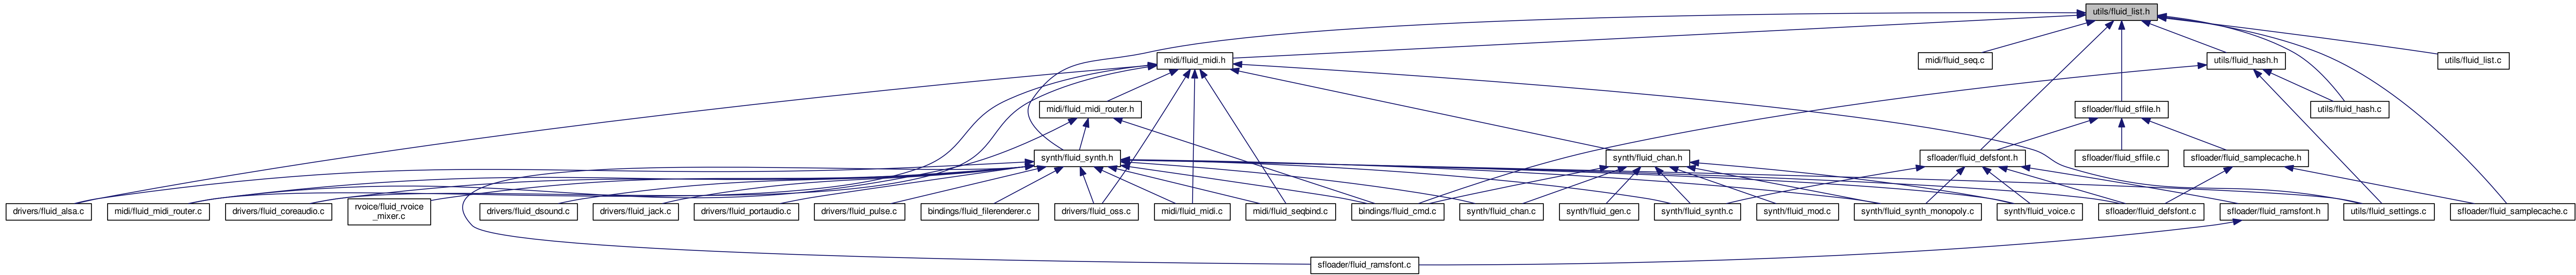 utils/fluid_list.h
midi/fluid_midi.h
midi/fluid_seq.c
utils/fluid_hash.h
utils/fluid_list.c
midi/fluid_midi_router.h
sfloader/fluid_sffile.h
utils/fluid_hash.c
synth/fluid_synth.h
synth/fluid_chan.h
sfloader/fluid_defsfont.h
sfloader/fluid_sffile.c
sfloader/fluid_samplecache.h
drivers/fluid_alsa.c
midi/fluid_midi_router.c
drivers/fluid_coreaudio.c
rvoice/fluid_rvoice
_mixer.c
drivers/fluid_dsound.c
drivers/fluid_jack.c
drivers/fluid_portaudio.c
drivers/fluid_pulse.c
bindings/fluid_filerenderer.c
drivers/fluid_oss.c
midi/fluid_midi.c
midi/fluid_seqbind.c
bindings/fluid_cmd.c
synth/fluid_chan.c
synth/fluid_gen.c
synth/fluid_synth.c
synth/fluid_mod.c
synth/fluid_synth_monopoly.c
synth/fluid_voice.c
sfloader/fluid_defsfont.c
sfloader/fluid_ramsfont.h
utils/fluid_settings.c
sfloader/fluid_samplecache.c
sfloader/fluid_ramsfont.c